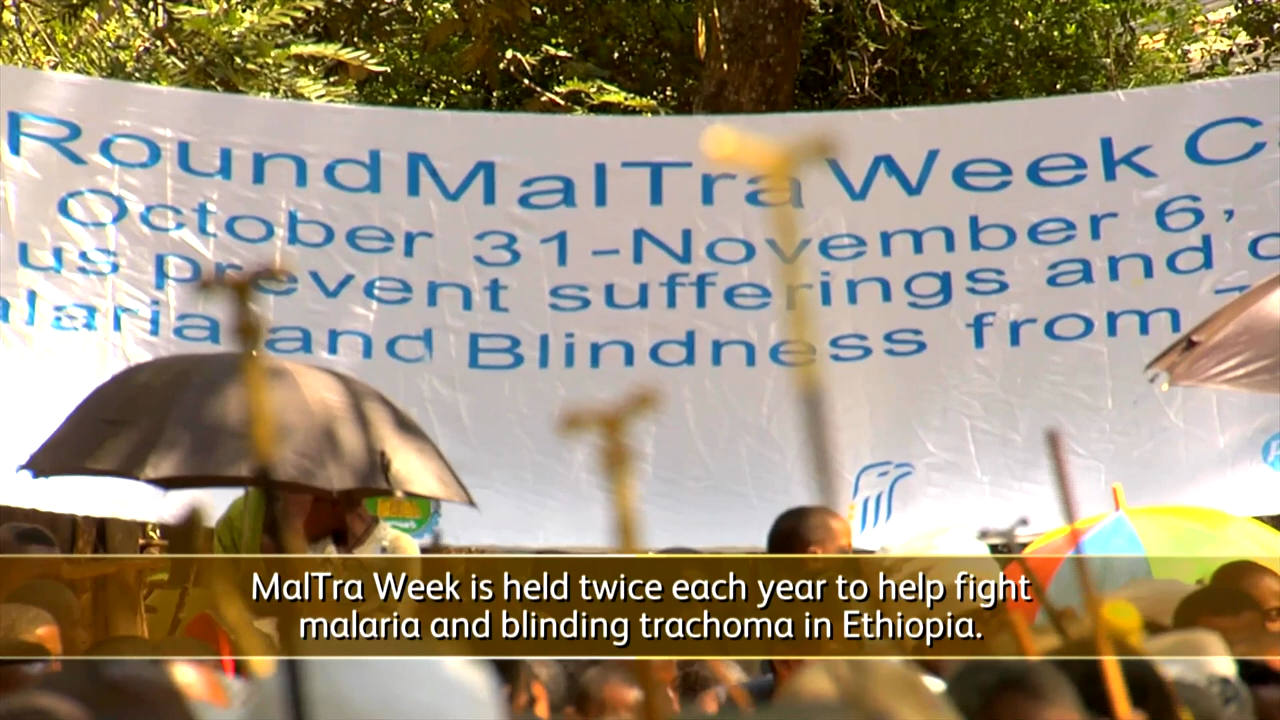 Round MalTra Week
October 31-November 6,
us prevent sufferings and
and Blindness from
MalTra Week is held twice each year to help fight
malaria and blinding trachoma in Ethiopia.